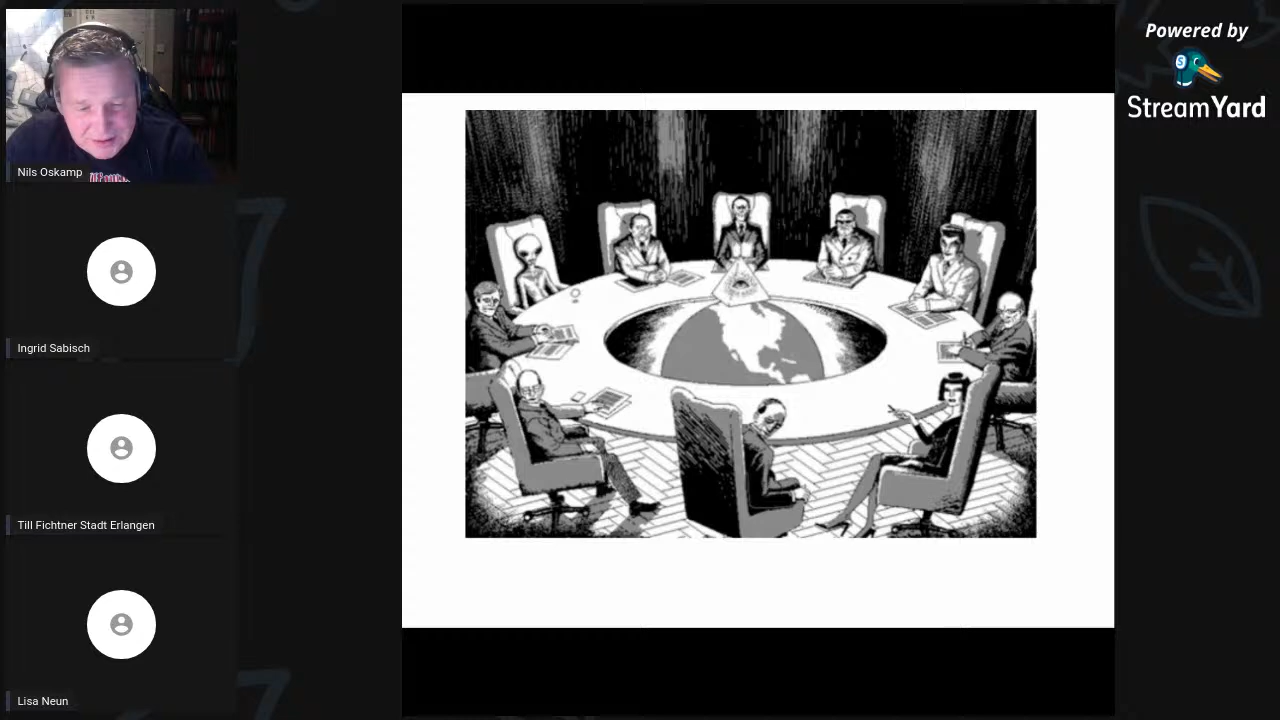 Nils Oskamp
Ingrid Sabisch
Till Fichtner Stadt Erlangen
Lisa Neun
Powered by
S
StreamYard